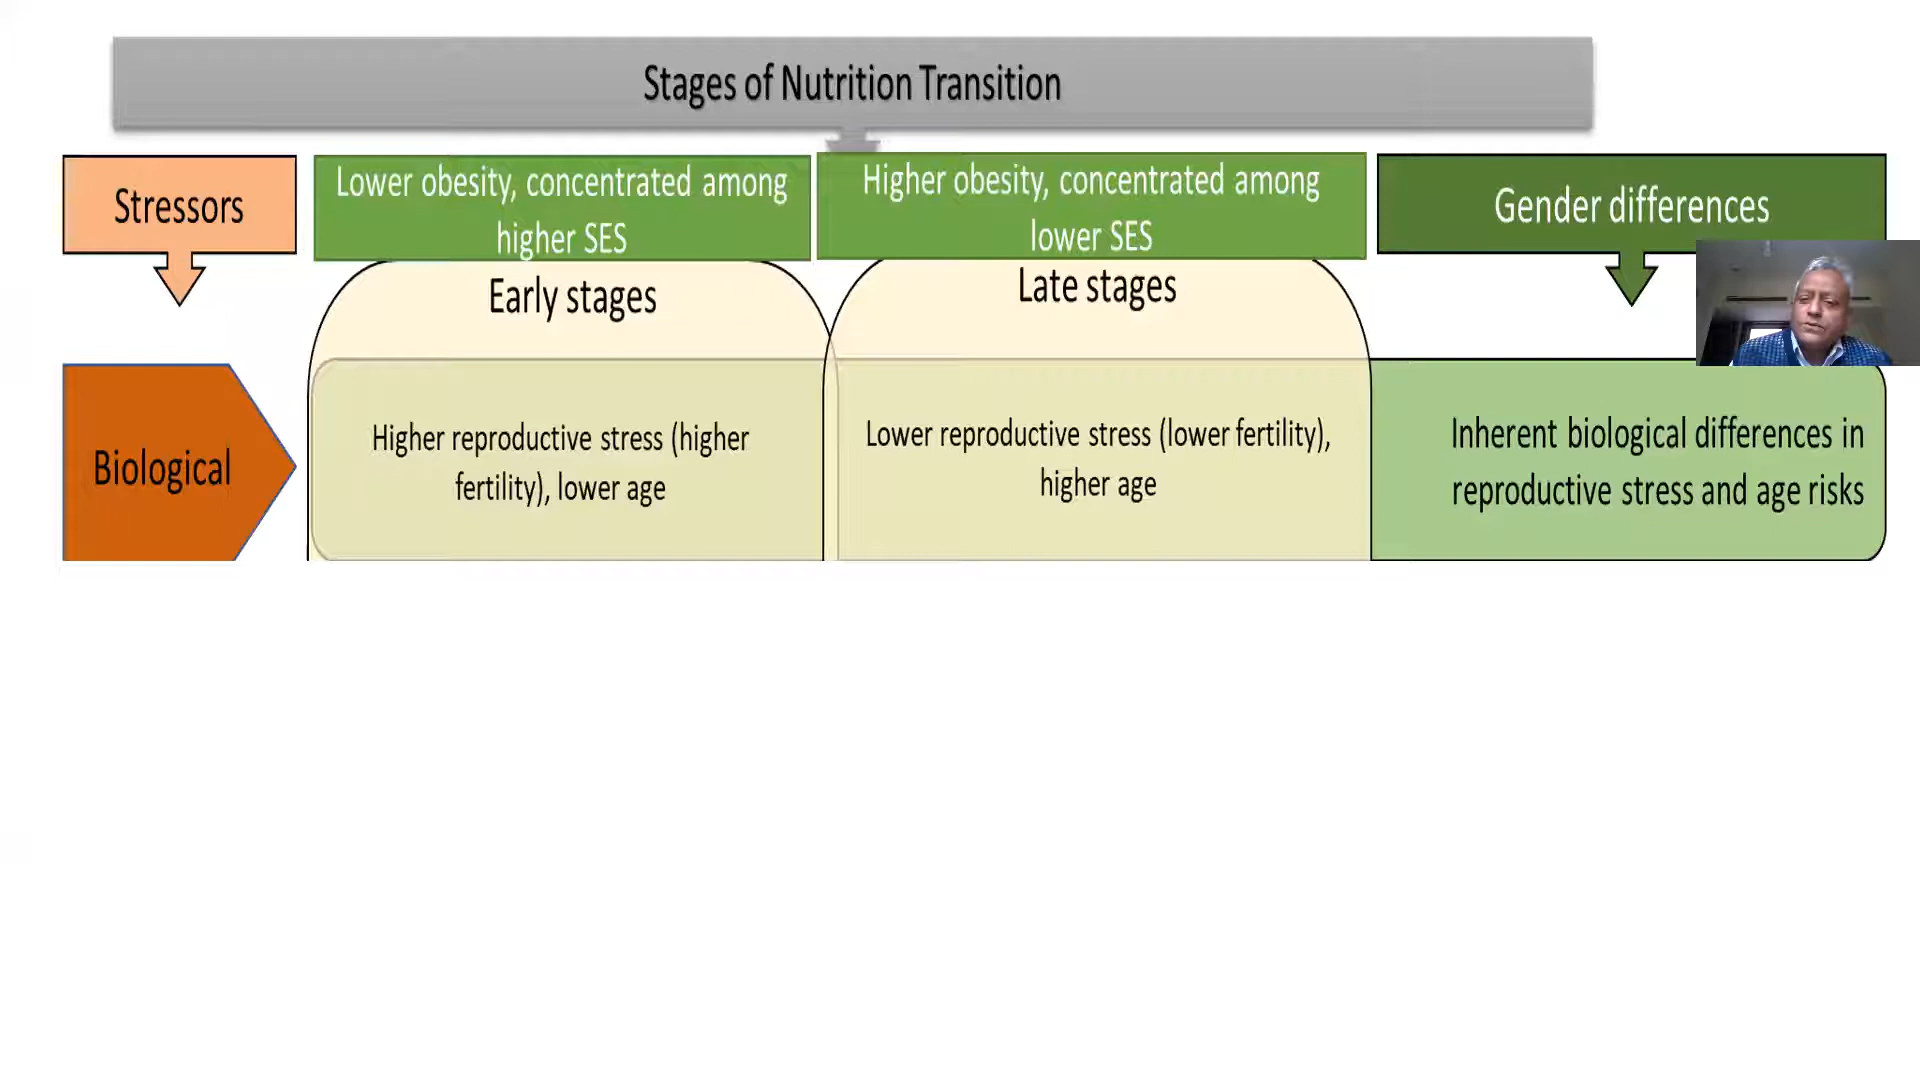 Stages of Nutrition Transition
Stressors
Lower obesity, concentrated among
higher SES
Higher obesity, concentrated among
lower SES
Gender differences
Early stages
Late stages
Biological
Higher reproductive stress (higher
fertility), lower age
Lower reproductive stress (lower fertility),
higher age
Inherent biological differences in
reproductive stress and age risks